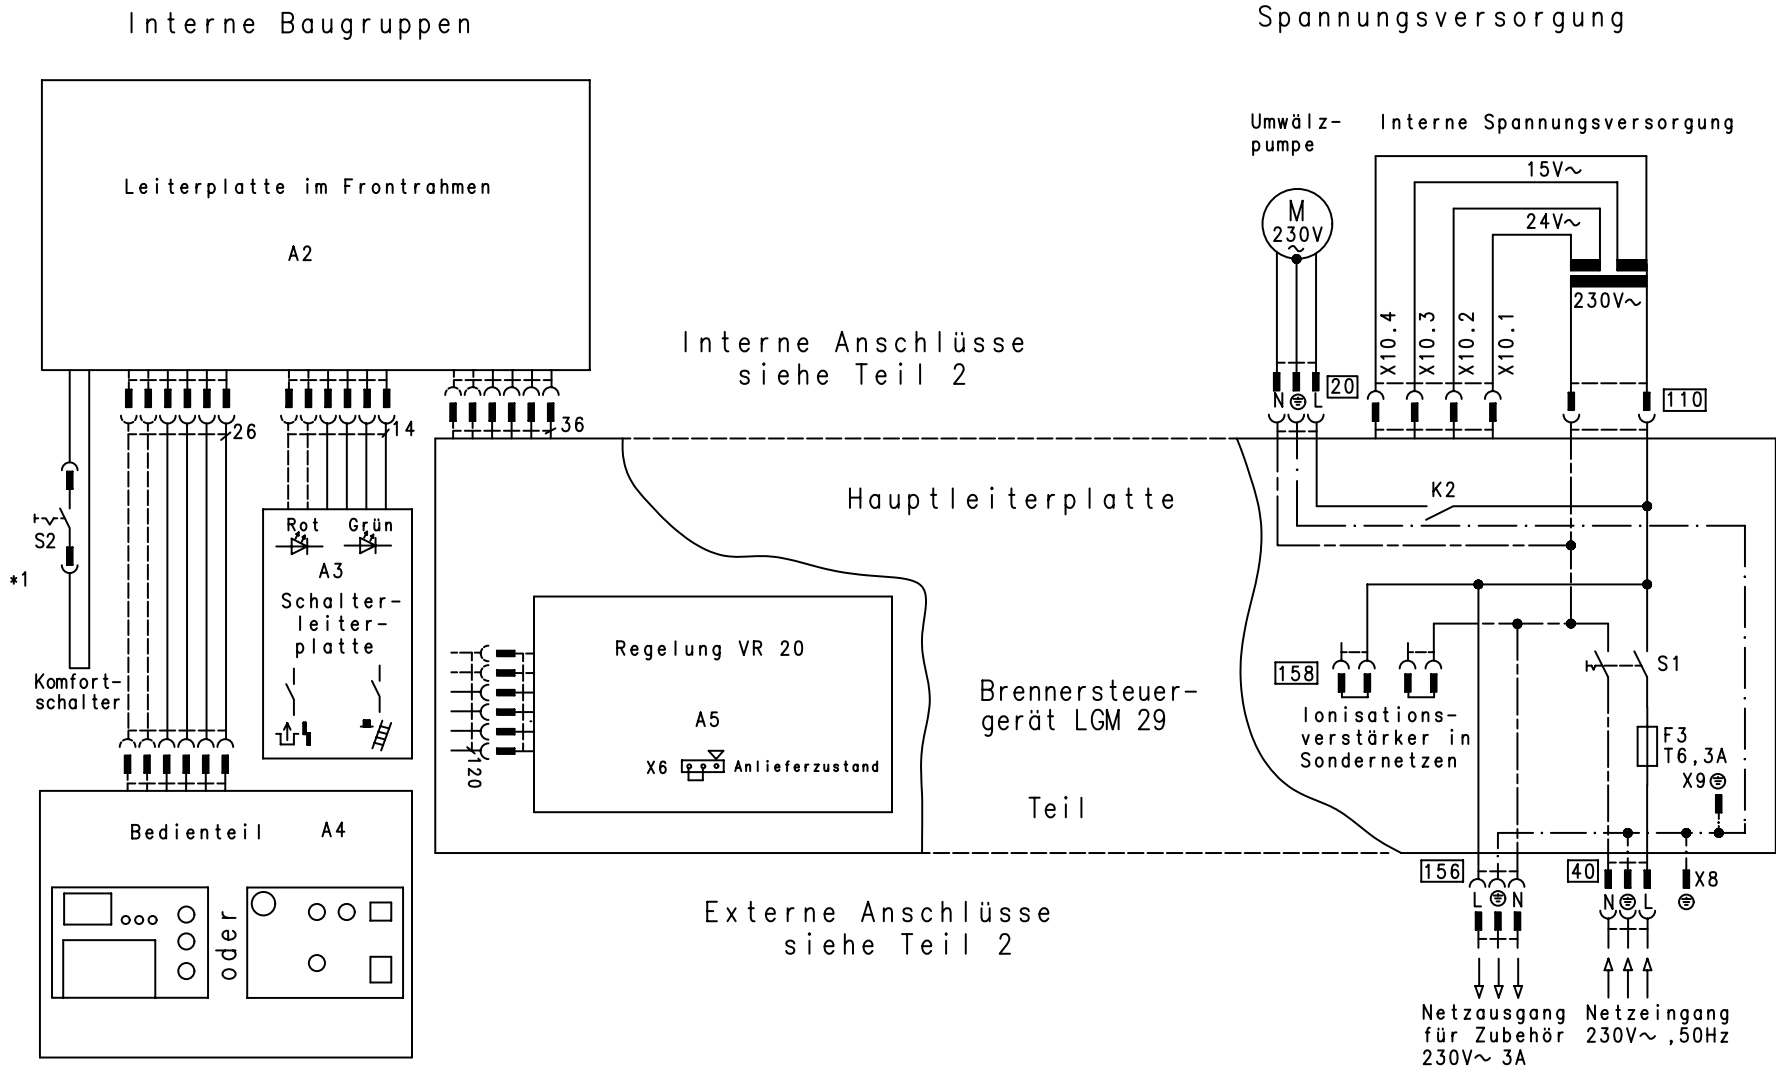 Interne Baugruppen
Spannungsversorgung
Umwälz-
pumpe
Interne Spannungsversorgung
15V~
24V~
M
230V
~
230V~
X10.4
X10.3
X10.2
X10.1
Leiterplatte im Frontrahmen
A2
Interne Anschlüsse
siehe Teil 2
N
L
20
110
26
14
36
S2
*1
Komfort-
schalter
Rot
Grün
A3
Schalter-
leiter-
platte
Hauptleiterplatte
K2
Regelung VR 20
A5
X6
Anlieferzustand
120
Brennersteuer-
gerät LGM 29
Teil
158
Ionisations-
verstärker in
Sondernetzen
S1
F3
T6,3A
X9
Bedienteil
A4
oder
Externe Anschlüsse
siehe Teil 2
156
L
N
40
N
L
X8
Netzausgang
für Zubehör
230V~ 3A
Netzeingang
230V~ ,50Hz